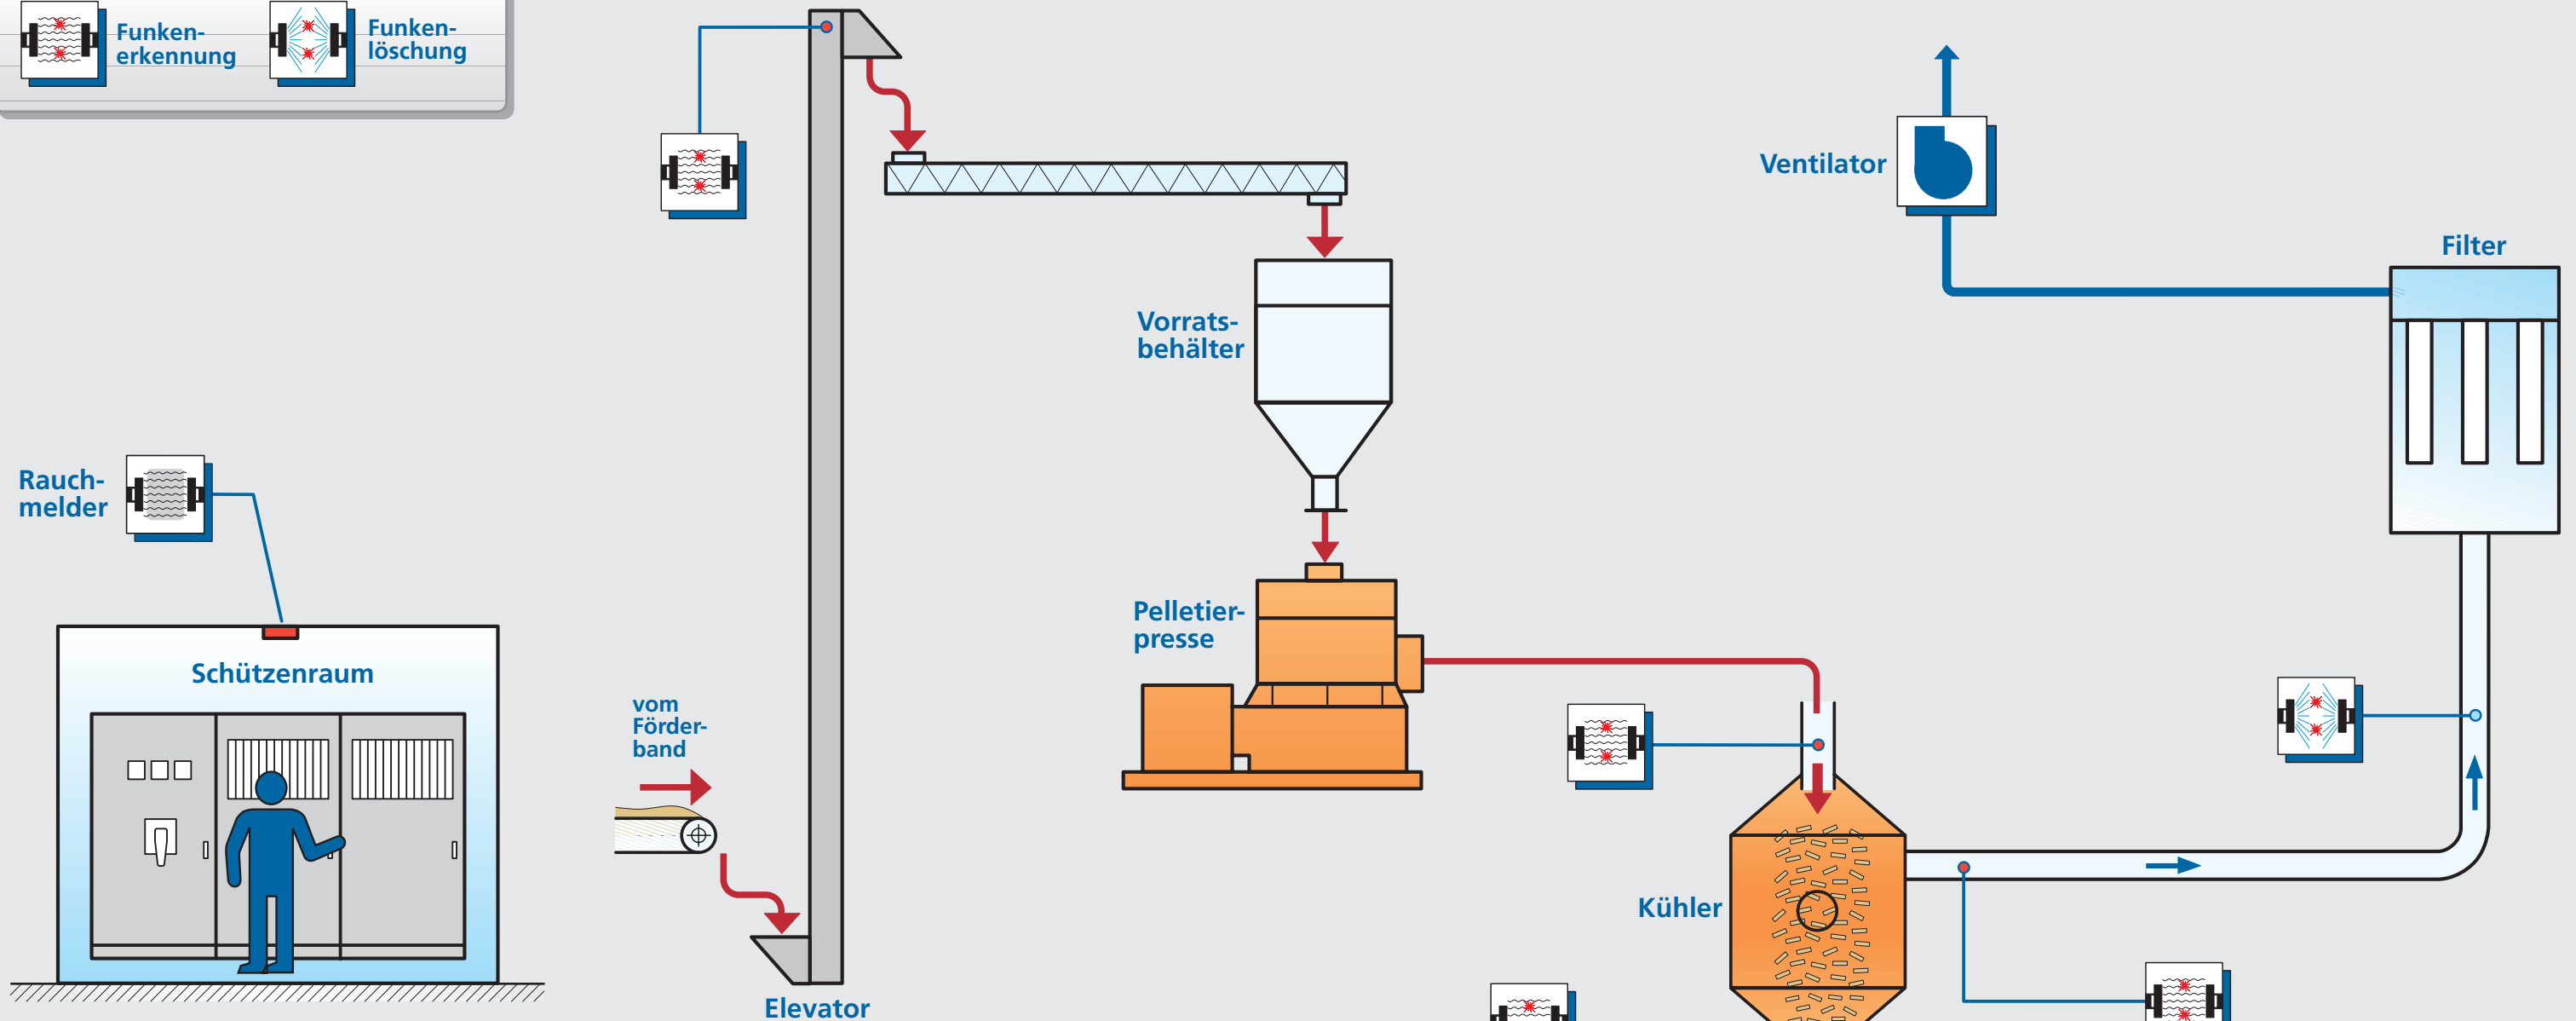 Funken-
erkennung
Funken-
löschung
Ventilator
Filter
Vorrats-
behälter
Rauch-
melder
Pelletier-
presse
Schützenraum
vom
Förder-
band
Kühler
Elevator